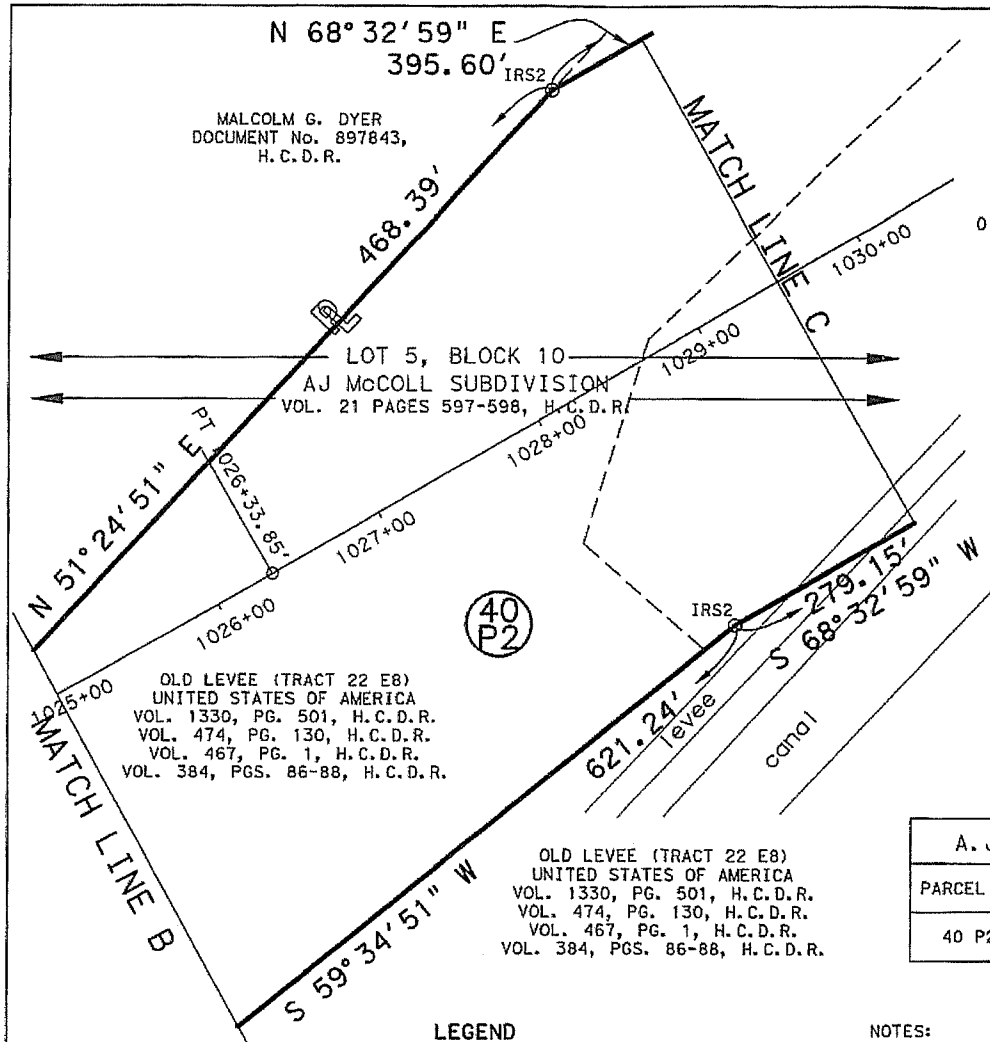 N 68°32'59" E
395.60'
IRS2
MALCOLM G. DYER
DOCUMENT No. 897843,
H.C.D.R.
468.39'
MATCH LINE C
1030+00
0
PL
LOT 5, BLOCK 10
AJ McCOLL SUBDIVISION
VOL. 21 PAGES 597-598, H.C.D.R.
1029+00
1028+00
PT 1026+33.85'
N 51°24'51" E
1027+00
1026+00
1025+00
40
P2
IRS2
279.15'
S 68°32'59" W
OLD LEVEE (TRACT 22 E8)
UNITED STATES OF AMERICA
VOL. 1330, PG. 501, H.C.D.R.
VOL. 474, PG. 130, H.C.D.R.
VOL. 467, PG. 1, H.C.D.R.
VOL. 384, PGS. 86-88, H.C.D.R.
621.24'
levee
canal
MATCH LINE B
S 59°34'51" W
OLD LEVEE (TRACT 22 E8)
UNITED STATES OF AMERICA
VOL. 1330, PG. 501, H.C.D.R.
VOL. 474, PG. 130, H.C.D.R.
VOL. 467, PG. 1, H.C.D.R.
VOL. 384, PGS. 86-88, H.C.D.R.
A. J
PARCEL
40 P2
LEGEND
NOTES: